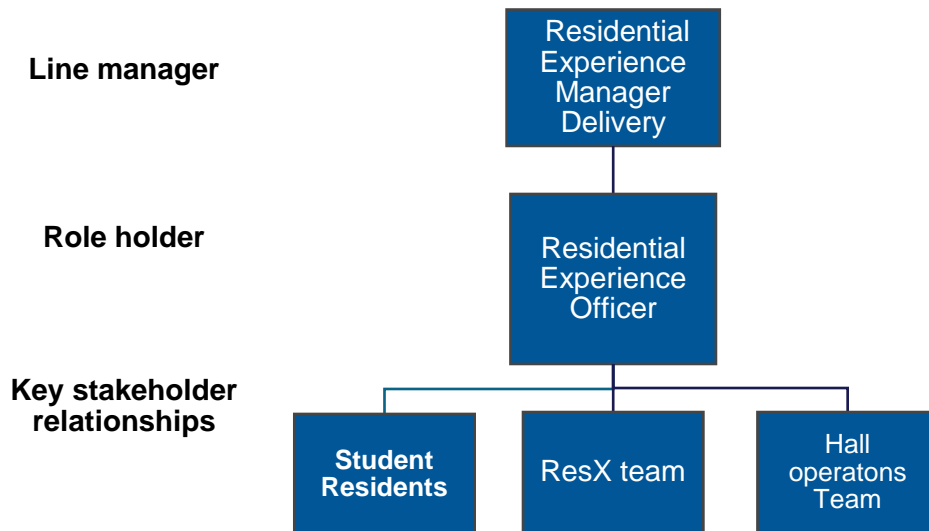 Line manager
Residential
Experience
Manager
Delivery
Role holder
Residential
Experience
Officer
Key stakeholder
relationships
Student
Residents
ResX team
Hall
operatons
Team